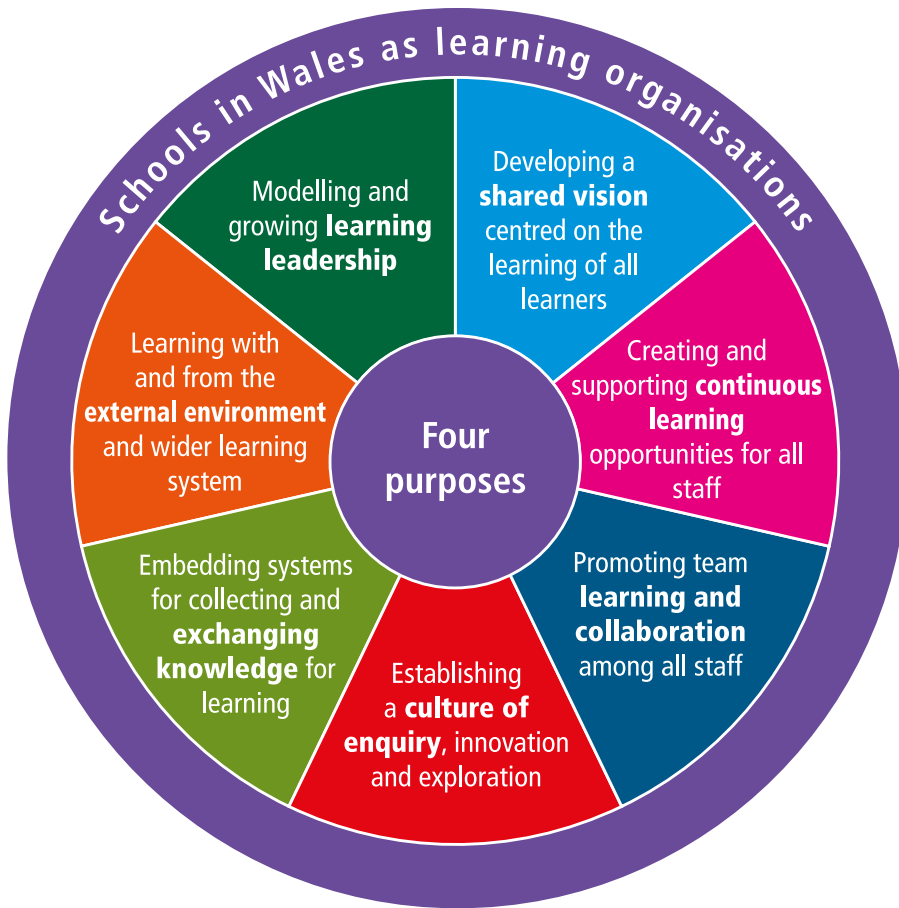 Schools in Wales as learning organisations
Developing a
shared vision
centred on the
learning of all
learners
Creating and
supporting continuous
learning
opportunities for all
staff
Promoting team
learning and
collaboration
among all staff
Establishing
a culture of
enquiry, innovation
and exploration
Embedding systems
for collecting and
exchanging
knowledge for
learning
Learning with
and from the
external environment
and wider learning
system
Modelling and
growing learning
leadership
Four
purposes